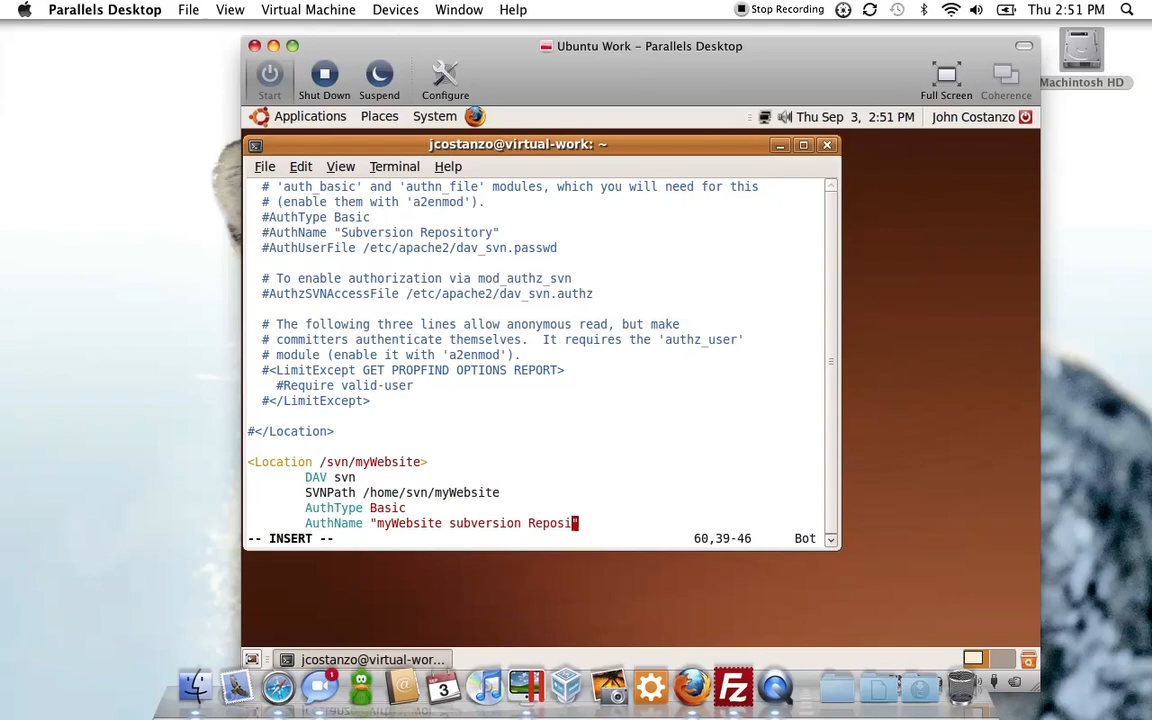 Parallels Desktop File View Virtual Machine Devices Window Help Stop Recording Thu 2:51 PM
Ubuntu Work – Parallels Desktop
Start Shut Down Suspend Configure Full Screen Coherence
Machintosh HD
Applications Places System Thu Sep 3, 2:51 PM John Costanzo
jcostanzo@virtual-work: ~
File Edit View Terminal Help
# 'auth_basic' and 'authn_file' modules, which you will need for this
# (enable them with 'a2enmod').
#AuthType Basic
#AuthName "Subversion Repository"
#AuthUserFile /etc/apache2/dav_svn.passwd
# To enable authorization via mod_authz_svn
#AuthzSVNAccessFile /etc/apache2/dav_svn.authz
# The following three lines allow anonymous read, but make
# committers authenticate themselves.  It requires the 'authz_user'
# module (enable it with 'a2enmod').
#<LimitExcept GET PROPFIND OPTIONS REPORT>
#Require valid-user
#</LimitExcept>
#</Location>
<Location /svn/myWebsite>
DAV svn
SVNPath /home/svn/myWebsite
AuthType Basic
AuthName "myWebsite subversion Reposi"
-- INSERT -- 60,39-46 Bot
jcostanzo@virtual-wor...
1
SEP
3
Fz